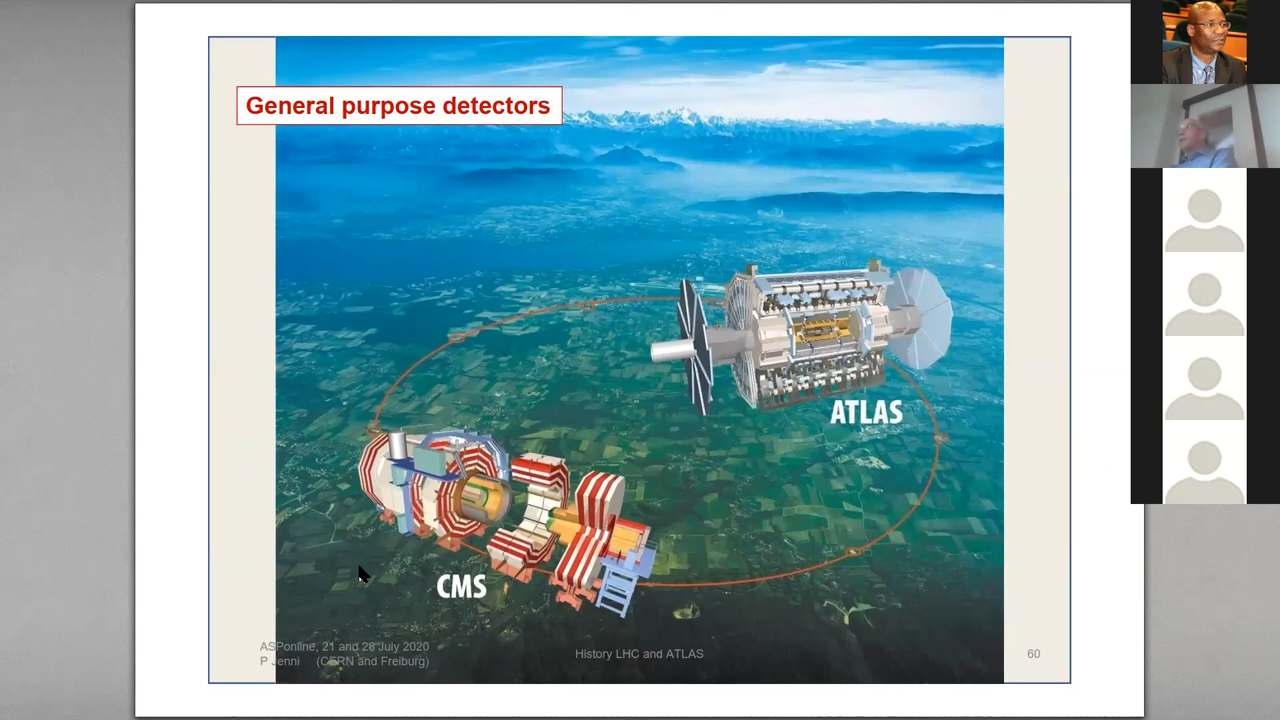 General purpose detectors
ATLAS
CMS
ASPonline, 21 and 28 July 2020
P Jenni (CERN and Freiburg)
History LHC and ATLAS
60